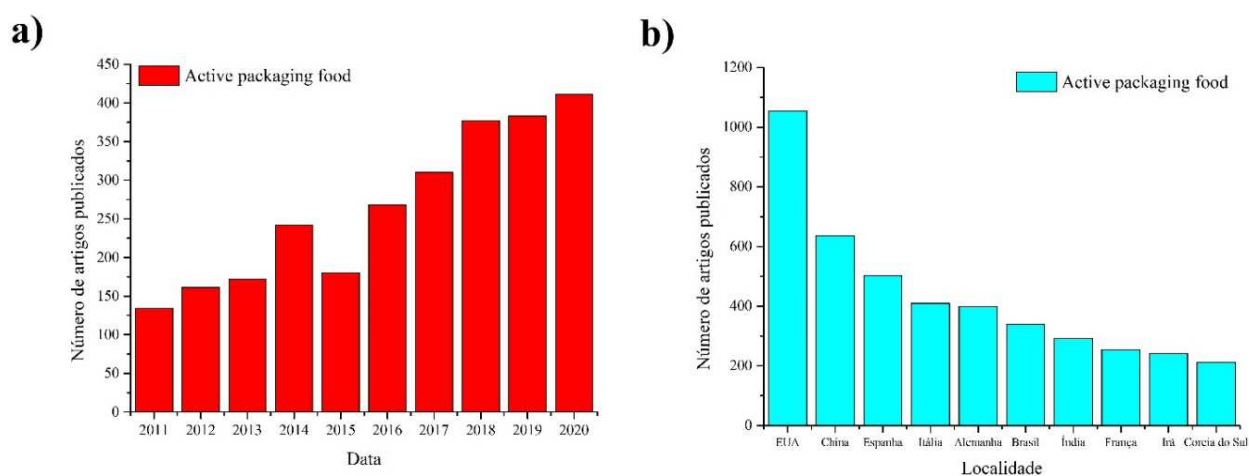 a)
Active packaging food
Número de artigos publicados
450
400
350
300
250
200
150
100
50
0
2011 2012 2013 2014 2015 2016 2017 2018 2019 2020
Data
b)
Active packaging food
Número de artigos publicados
1200
1000
800
600
400
200
0
EUA China Espanha Itália Alemanha Brasil Índia França Irã Coreia do Sul
Localidade